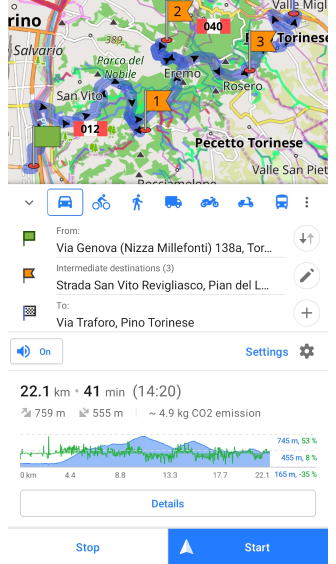 rino
2
040
Valle Migl
389
Salvario
3
Torinese
Parco del
Nobile
Eremo
Rosero
San Vito
1
012
Pecetto Torinese
Valle San Piet
Rocciamelone
From:
Via Genova (Nizza Millefonti) 138a, Tor...
Intermediate destinations (3)
Strada San Vito Revigliasco, Pian del L...
To:
Via Traforo, Pino Torinese
On
Settings
22.1 km • 41 min (14:20)
759 m 555 m ~ 4.9 kg CO2 emission
745 m, 53 %
455 m, 8 %
0 km 4.4 8.8 13.3 17.7 22.1 165 m, -35 %
Details
Stop Start